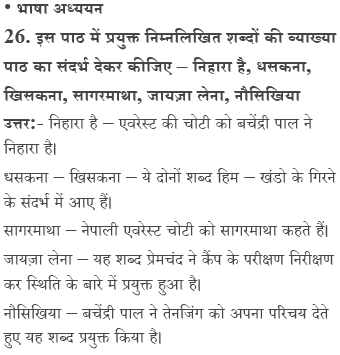 • भाषा अध्ययन
26. इस पाठ में प्रयुक्त निम्नलिखित शब्दों की व्याख्या
पाठ का संदर्भ देकर कीजिए – निहारा है, धसकना,
खिसकना, सागरमाथा, जायज़ा लेना, नौसिखिया
उत्तर:- निहारा है – एवरेस्ट की चोटी को बचेंद्री पाल ने
निहारा है।
धसकना – खिसकना – ये दोनों शब्द हिम – खंडो के गिरने
के संदर्भ में आए हैं।
सागरमाथा – नेपाली एवरेस्ट चोटी को सागरमाथा कहते हैं।
जायज़ा लेना – यह शब्द प्रेमचंद ने कैंप के परीक्षण निरीक्षण
कर स्थिति के बारे में प्रयुक्त हुआ है।
नौसिखिया – बचेंद्री पाल ने तेनजिंग को अपना परिचय देते
हुए यह शब्द प्रयुक्त किया है।